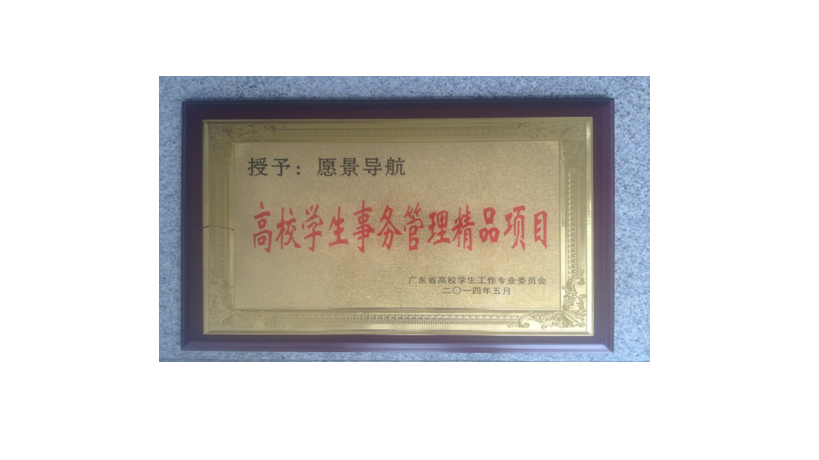 授予：愿景导航
高校学生事务管理精品项目
广东省高校学生工作专业委员会
二〇一四年五月